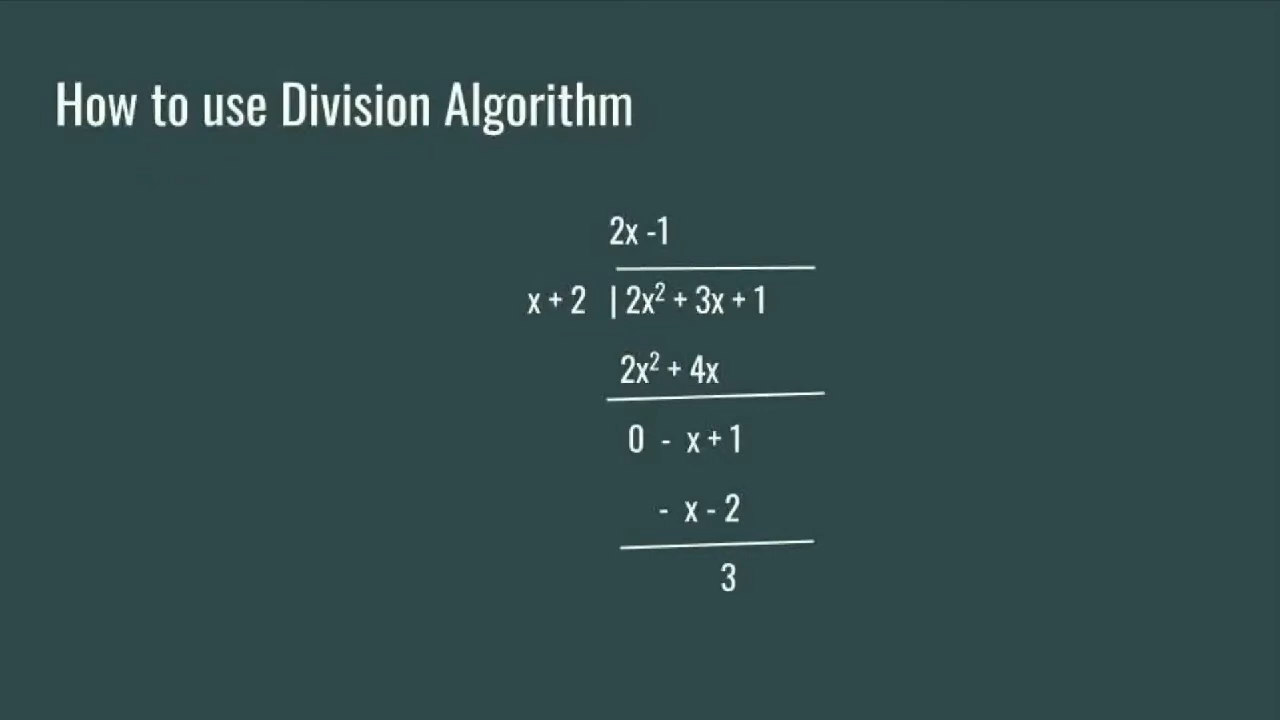 How to use Division Algorithm
2x -1
x + 2 | 2x² + 3x + 1
2x² + 4x
0 - x + 1
- x - 2
3